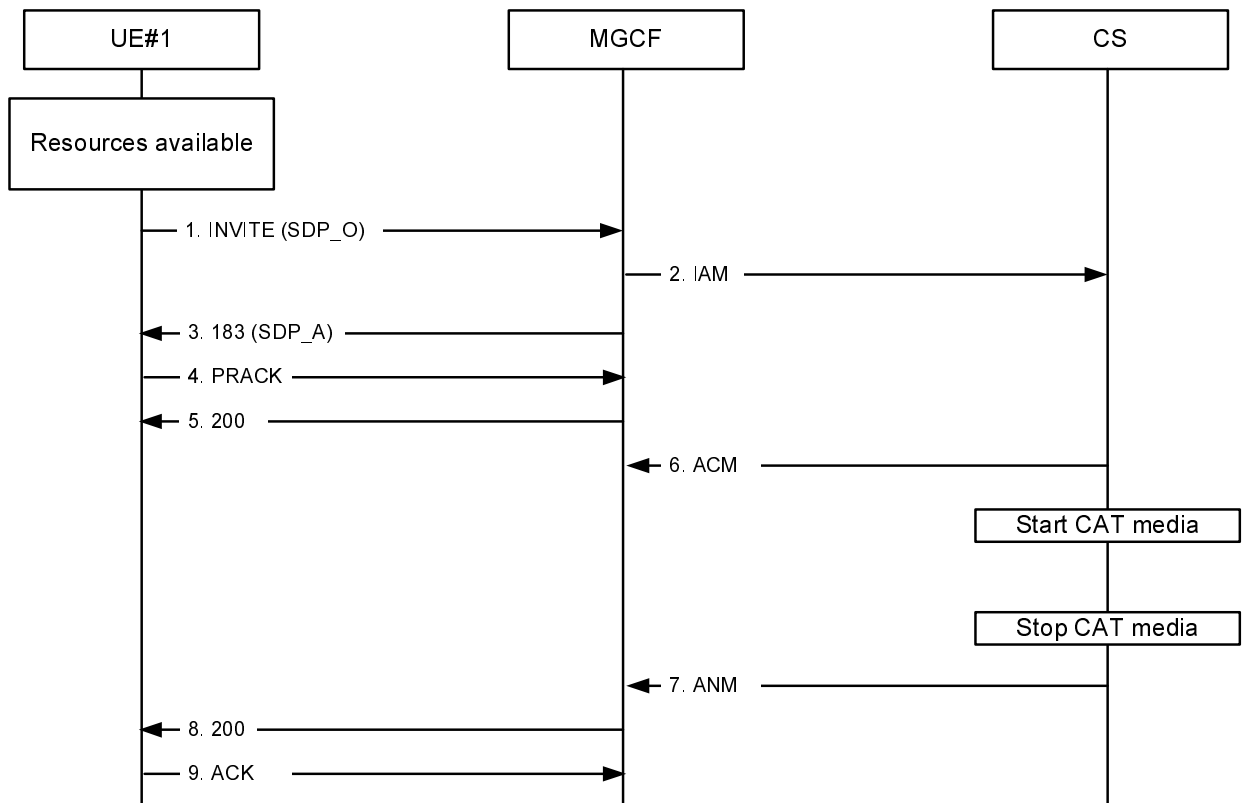 UE#1
MGCF
CS
Resources available
1. INVITE (SDP_O)
2. IAM
3. 183 (SDP_A)
4. PRACK
5. 200
6. ACM
Start CAT media
Stop CAT media
7. ANM
8. 200
9. ACK